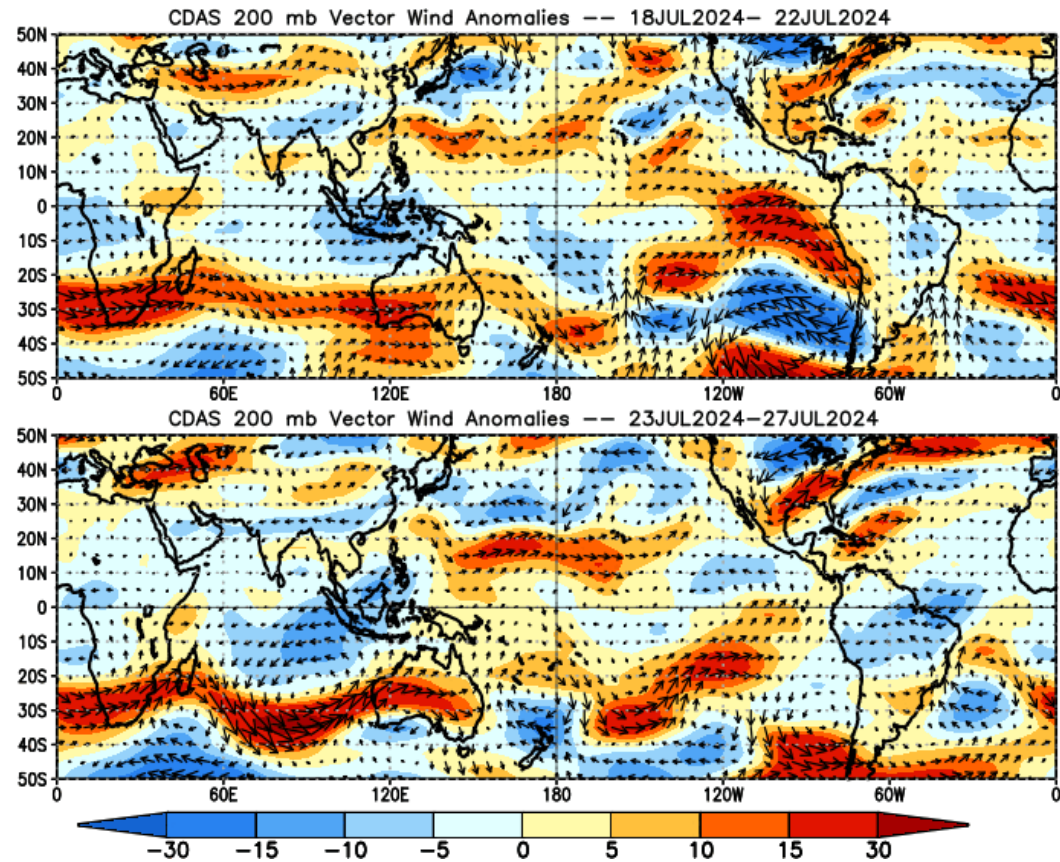 CDAS 200 mb Vector Wind Anomalies -- 18JUL2024- 22JUL2024
50N
40N
30N
20N
10N
0
10S
20S
30S
40S
50S
0 60E 120E 180 120W 60W 0
CDAS 200 mb Vector Wind Anomalies -- 23JUL2024-27JUL2024
50N
40N
30N
20N
10N
0
10S
20S
30S
40S
50S
0 60E 120E 180 120W 60W 0
-30 -15 -10 -5 0 5 10 15 30